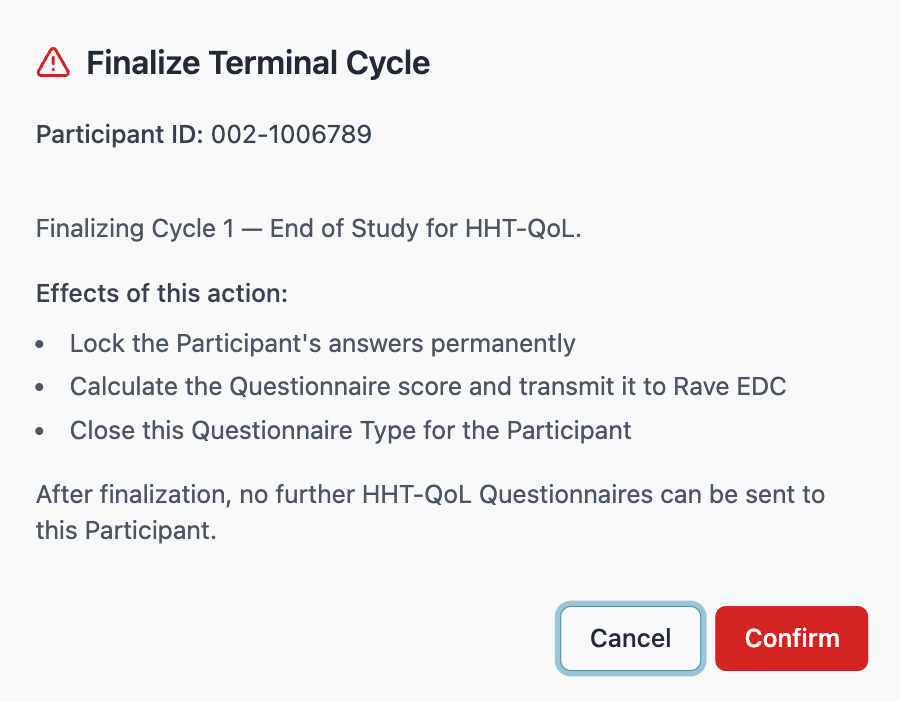 Finalize Terminal Cycle
Participant ID: 002-1006789
Finalizing Cycle 1 — End of Study for HHT-QoL.
Effects of this action:
• Lock the Participant's answers permanently
• Calculate the Questionnaire score and transmit it to Rave EDC
• Close this Questionnaire Type for the Participant
After finalization, no further HHT-QoL Questionnaires can be sent to
this Participant.
Cancel
Confirm